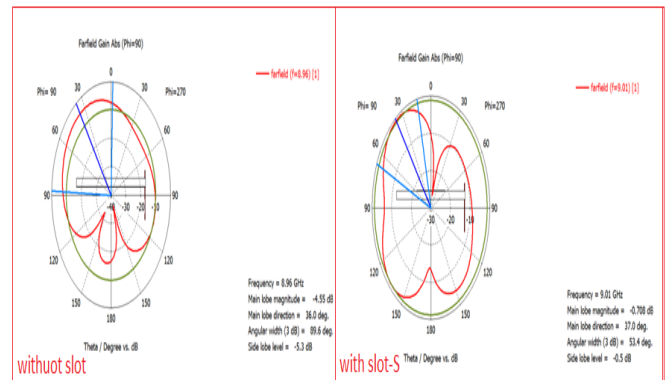 Farfield Gain Abs (Phi=90)
farfield (f=8.96) [1]
0
30 30
Phi= 90 Phi=270
60 60
90 90
-40 -30 -20 -10
120 120
150 150
180
Frequency = 8.96 GHz
Main lobe magnitude = -4.55 dB
Main lobe direction = 36.0 deg.
Angular width (3 dB) = 89.6 deg.
Side lobe level = -5.3 dB
Theta / Degree vs. dB
withuot slot
Farfield Gain Abs (Phi=90)
farfield (f=9.01) [1]
0
30 30
Phi= 90 Phi=270
60 60
90 90
-30 -20 -10
120 120
150 150
180
Frequency = 9.01 GHz
Main lobe magnitude = -0.708 dB
Main lobe direction = 37.0 deg.
Angular width (3 dB) = 53.4 deg.
Side lobe level = -0.5 dB
Theta / Degree vs. dB
with slot-S